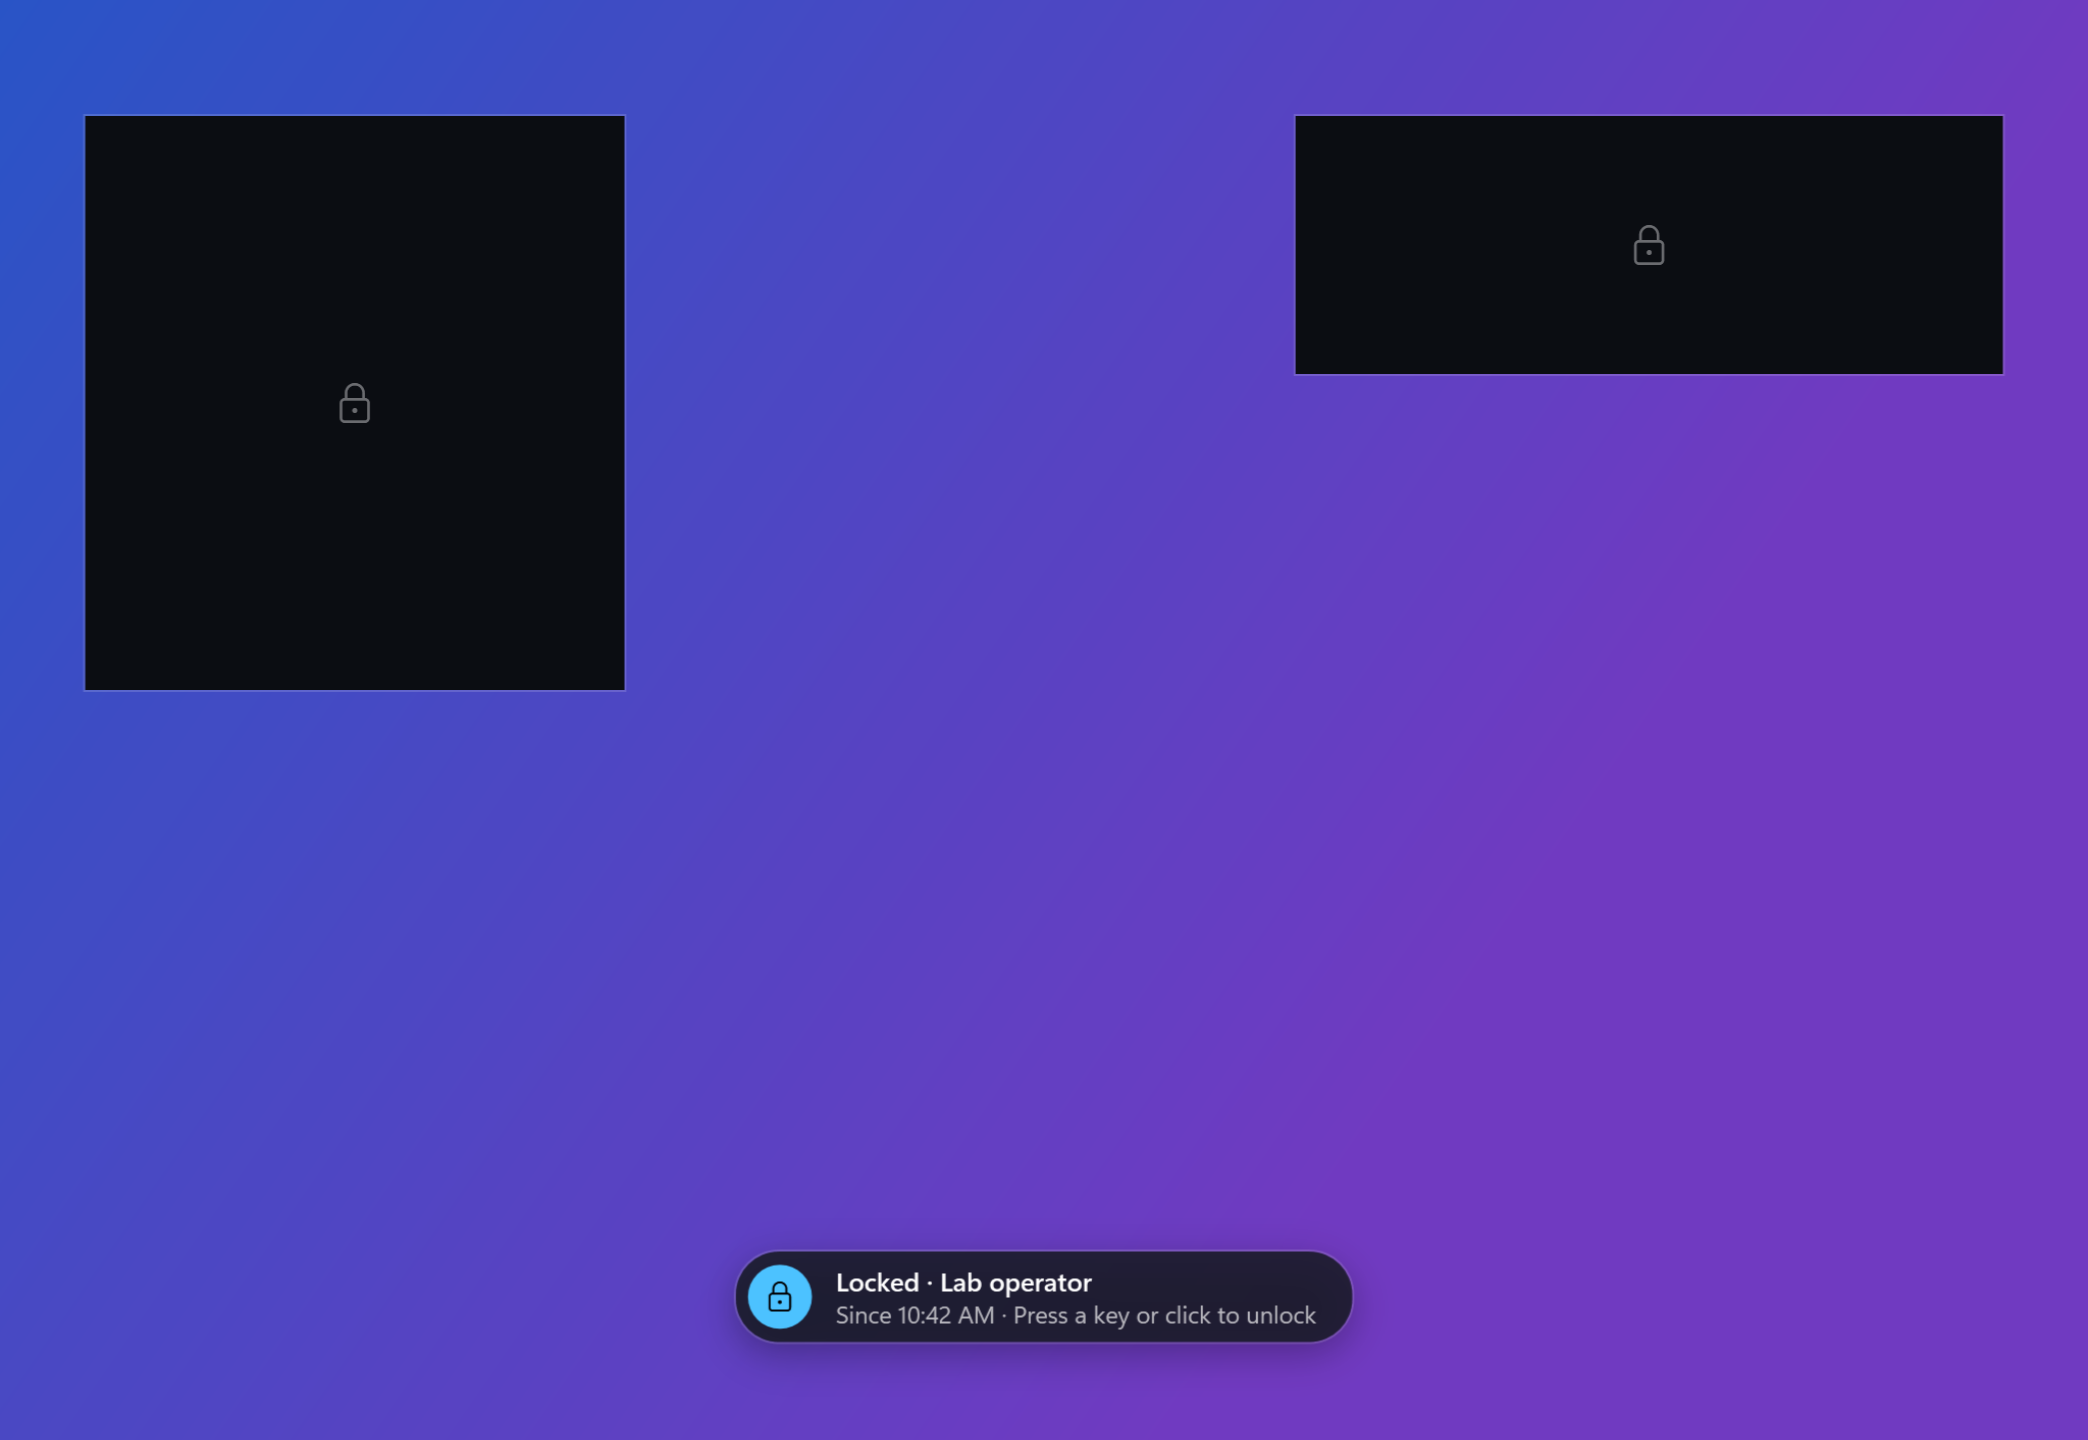 Locked · Lab operator
Since 10:42 AM · Press a key or click to unlock